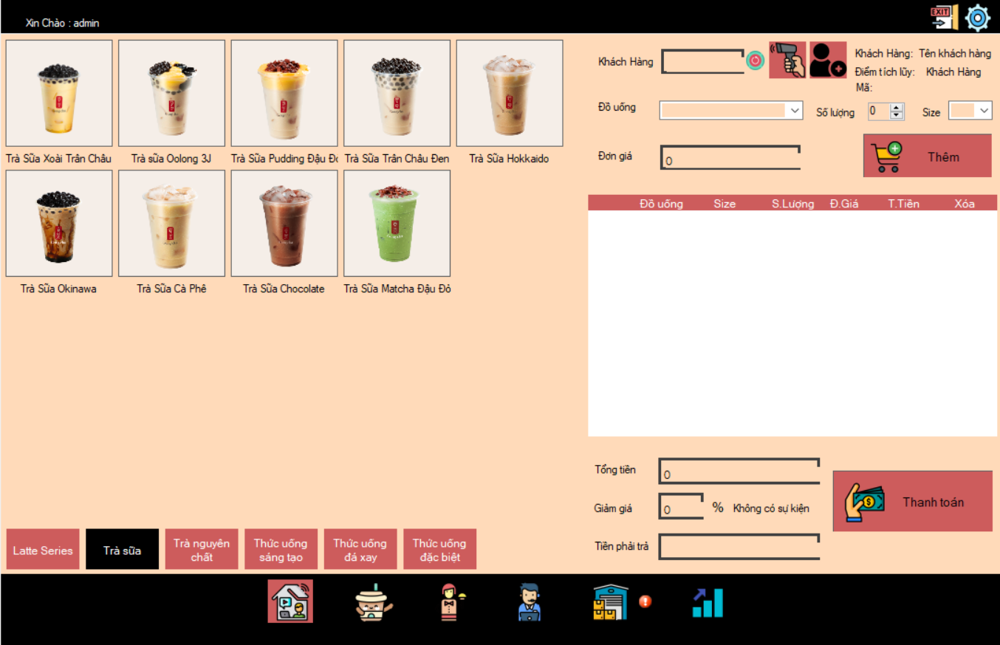 Xin Chào : admin
EXIT
Trà Sữa Xoài Trân Châu
Trà sữa Oolong 3J
Trà Sữa Pudding Đậu Đỏ
Trà Sữa Trân Châu Đen
Trà Sữa Hokkaido
Trà Sữa Okinawa
Trà Sữa Cà Phê
Trà Sữa Chocolate
Trà Sữa Matcha Đậu Đỏ
Latte Series
Trà sữa
Trà nguyên
chất
Thức uống
sáng tạo
Thức uống
đá xay
Thức uống
đặc biệt
Khách Hàng
Khách Hàng: Tên khách hàng
Điểm tích lũy: Khách Hàng
Mã:
Đồ uống
Số lượng 0
Size
Đơn giá 0
Thêm
Đồ uống Size S.Lượng Đ.Giá T.Tiền Xóa
Tổng tiền 0
Giảm giá 0 % Không có sự kiện
Thanh toán
Tiền phải trả